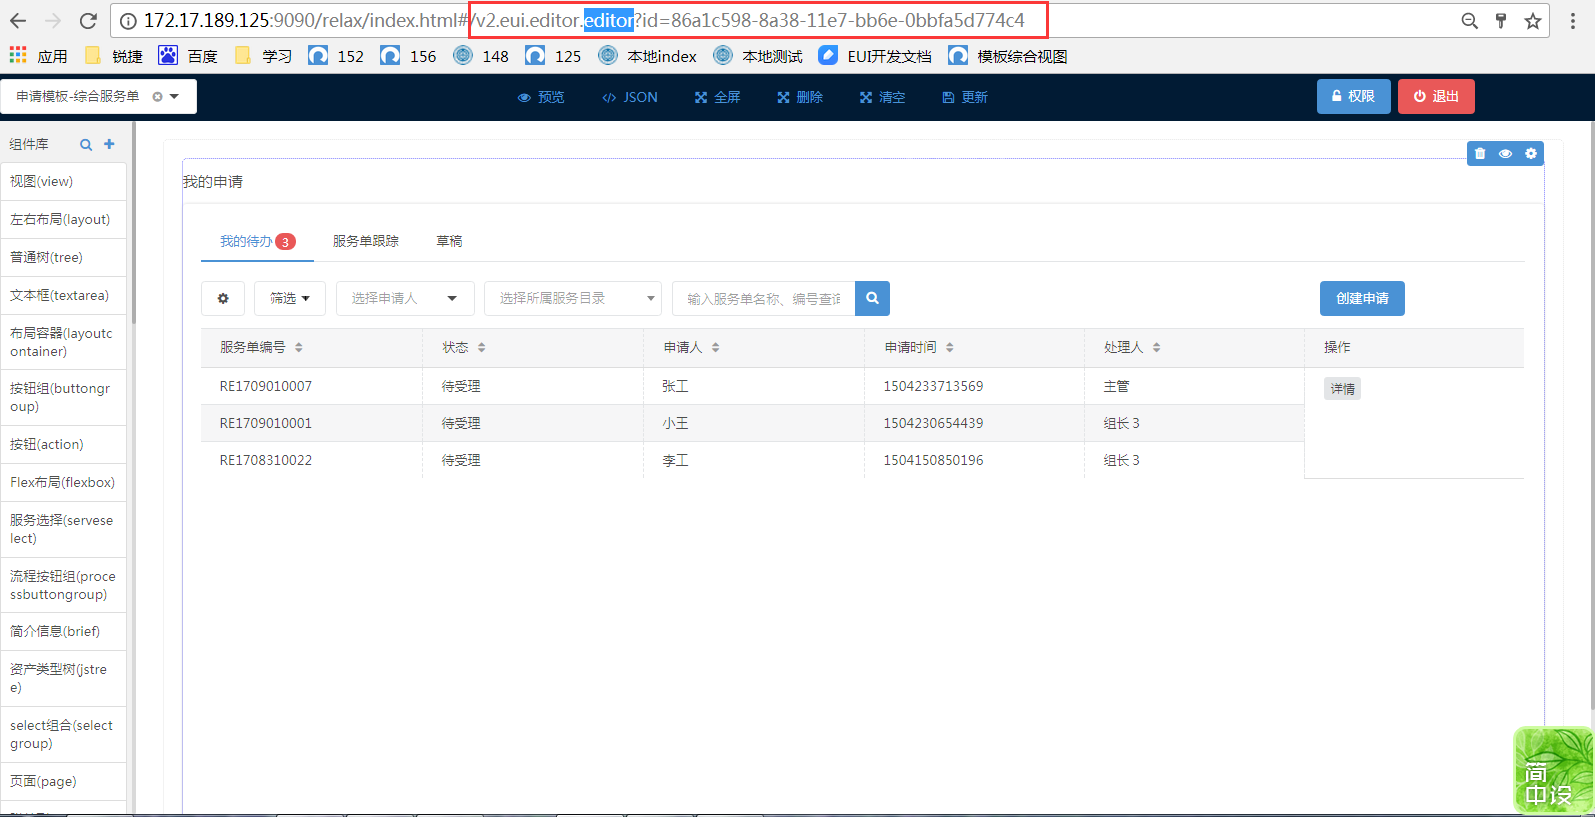 172.17.189.125:9090/relax/index.html#/v2.eui.editor.editor?id=86a1c598-8a38-11e7-bb6e-0bbfa5d774c4
应用 锐捷 百度 学习 152 156 148 125 本地index 本地测试 EUI开发文档 模板综合视图
申请模板-综合服务单 预览 JSON 全屏 删除 清空 更新 权限 退出
组件库
视图(view)
左右布局(layout)
普通树(tree)
文本框(textarea)
布局容器(layoutc
ontainer)
按钮组(buttongr
oup)
按钮(action)
Flex布局(flexbox)
服务选择(servese
lect)
流程按钮组(proce
ssbuttongroup)
简介信息(brief)
资产类型树(jstre
e)
select组合(select
group)
页面(page)
我的申请
我的待办 3 服务单跟踪 草稿
筛选 选择申请人 选择所属服务目录 输入服务单名称、编号查询 创建申请
服务单编号 状态 申请人 申请时间 处理人 操作
RE1709010007 待受理 张工 1504233713569 主管 详情
RE1709010001 待受理 小王 1504230654439 组长 3
RE1708310022 待受理 李工 1504150850196 组长 3
简
中 设